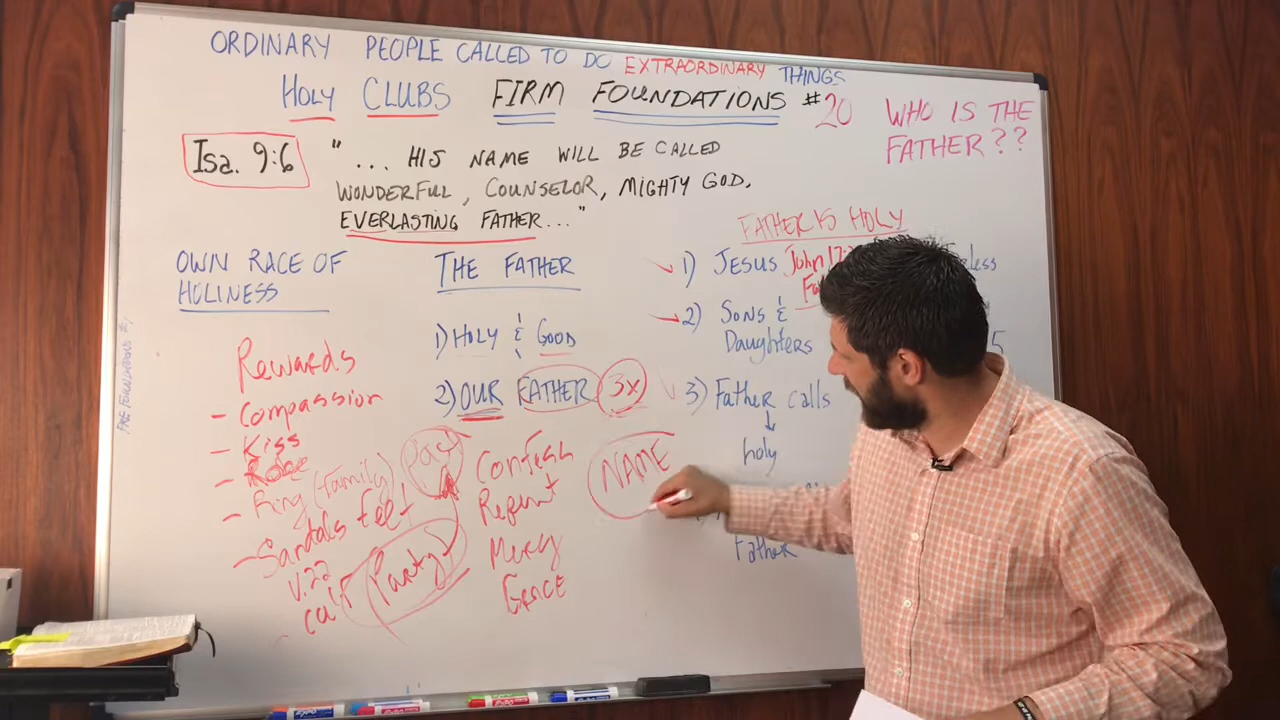 ORDINARY PEOPLE CALLED TO DO EXTRAORDINARY THINGS
HOLY CLUBS FIRM FOUNDATIONS #20
WHO IS THE
FATHER??
Isa. 9:6
"... HIS NAME WILL BE CALLED
WONDERFUL, COUNSELOR, MIGHTY GOD,
EVERLASTING FATHER..."
OWN RACE OF
HOLINESS
Rewards
- Compassion
- Kiss
- Ring (family)
- Sandals feet
v.22
calf
Party
THE FATHER
1) HOLY & GOOD
2) OUR FATHER 3x
Confess
Repent
Mercy
Grace
NAME
FATHER IS HOLY
1) JESUS John 17:
2) SONS &
Daughters
5
3) Father calls
holy
Father